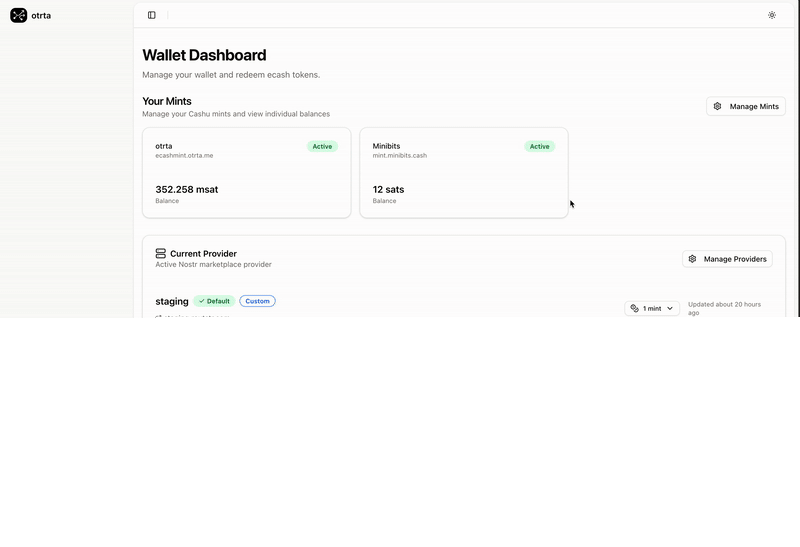 otrta
Wallet Dashboard
Manage your wallet and redeem ecash tokens.
Your Mints
Manage your Cashu mints and view individual balances
Manage Mints
otrta
Active
ecashmint.otrta.me
352.258 msat
Balance
Minibits
Active
mint.minibits.cash
12 sats
Balance
Current Provider
Active Nostr marketplace provider
Manage Providers
staging
Default
Custom
1 mint
Updated about 20 hours
ago